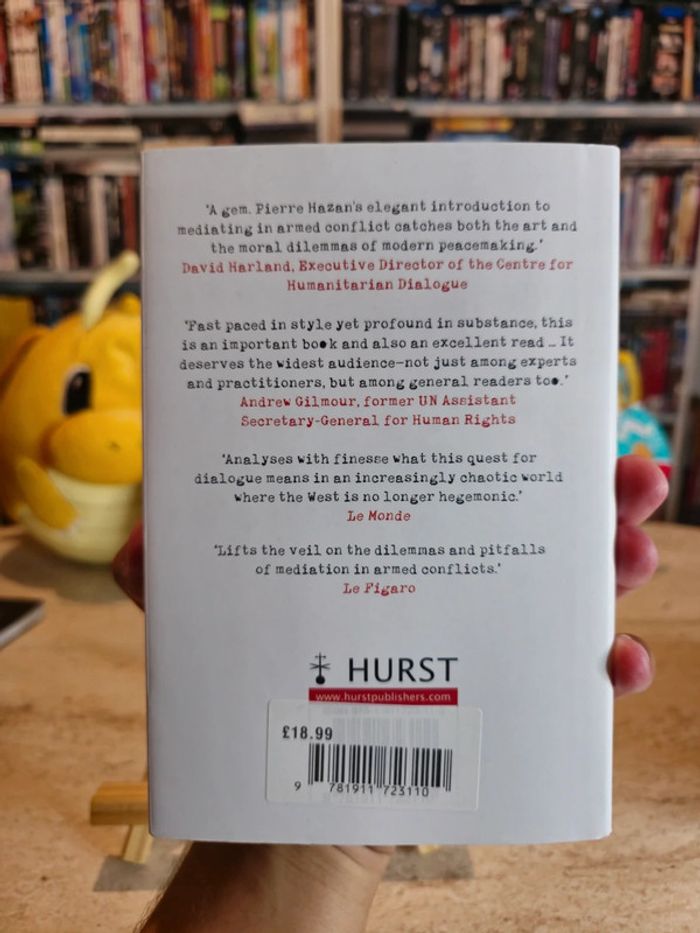 'A gem. Pierre Hazan's elegant introduction to
mediating in armed conflict catches both the art and
the moral dilemmas of modern peacemaking.'
David Harland, Executive Director of the Centre for
Humanitarian Dialogue
'Fast paced in style yet profound in substance, this
is an important book and also an excellent read … It
deserves the widest audience—not just among experts
and practitioners, but among general readers too.'
Andrew Gilmour, former UN Assistant
Secretary-General for Human Rights
'Analyses with finesse what this quest for
dialogue means in an increasingly chaotic world
where the West is no longer hegemonic.'
Le Monde
'Lifts the veil on the dilemmas and pitfalls
of mediation in armed conflicts.'
Le Figaro
HURST
www.hurstpublishers.com
£18.99
9 781911 723110